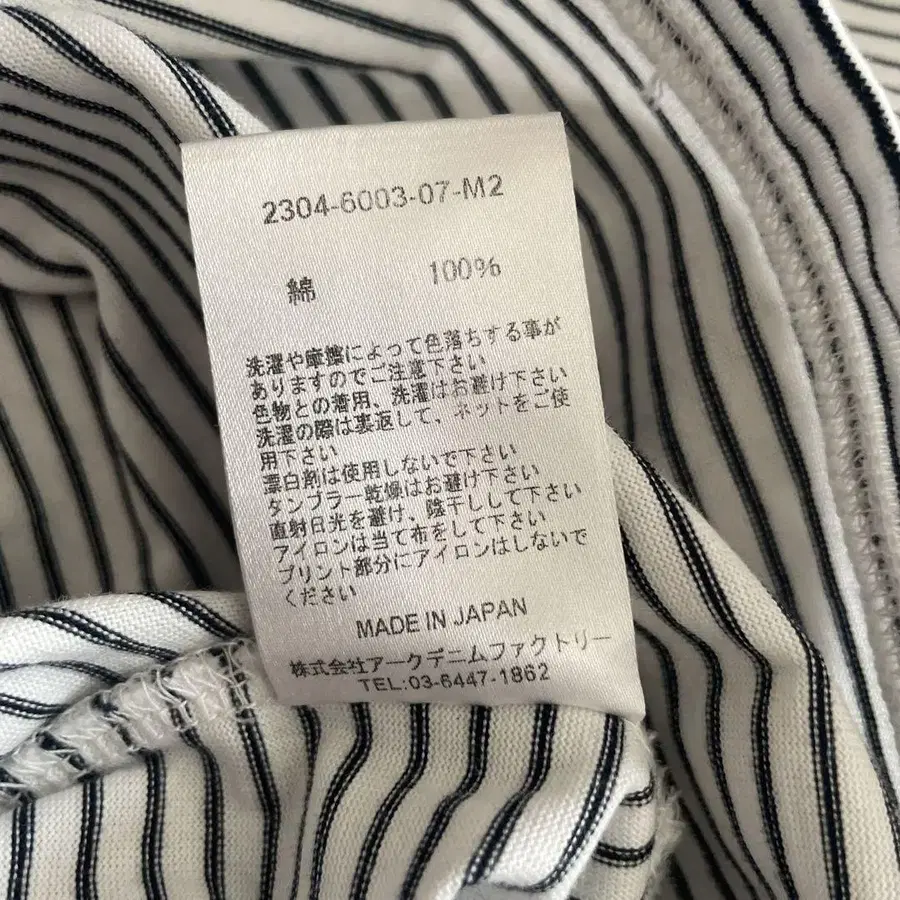 2304-6003-07-M2
綿 100%
洗濯や摩擦によって色落ちする事が
ありますのでご注意下さい
色物との着用、洗濯はお避け下さい
洗濯の際は裏返して、ネットをご使
用下さい
漂白剤は使用しないで下さい
タンブラー乾燥はお避け下さい
直射日光を避け、陰干しして下さい
アイロンは当て布をして下さい
プリント部分にアイロンはしないで
ください
MADE IN JAPAN
株式会社アークデニムファクトリー
TEL:03-6447-1862